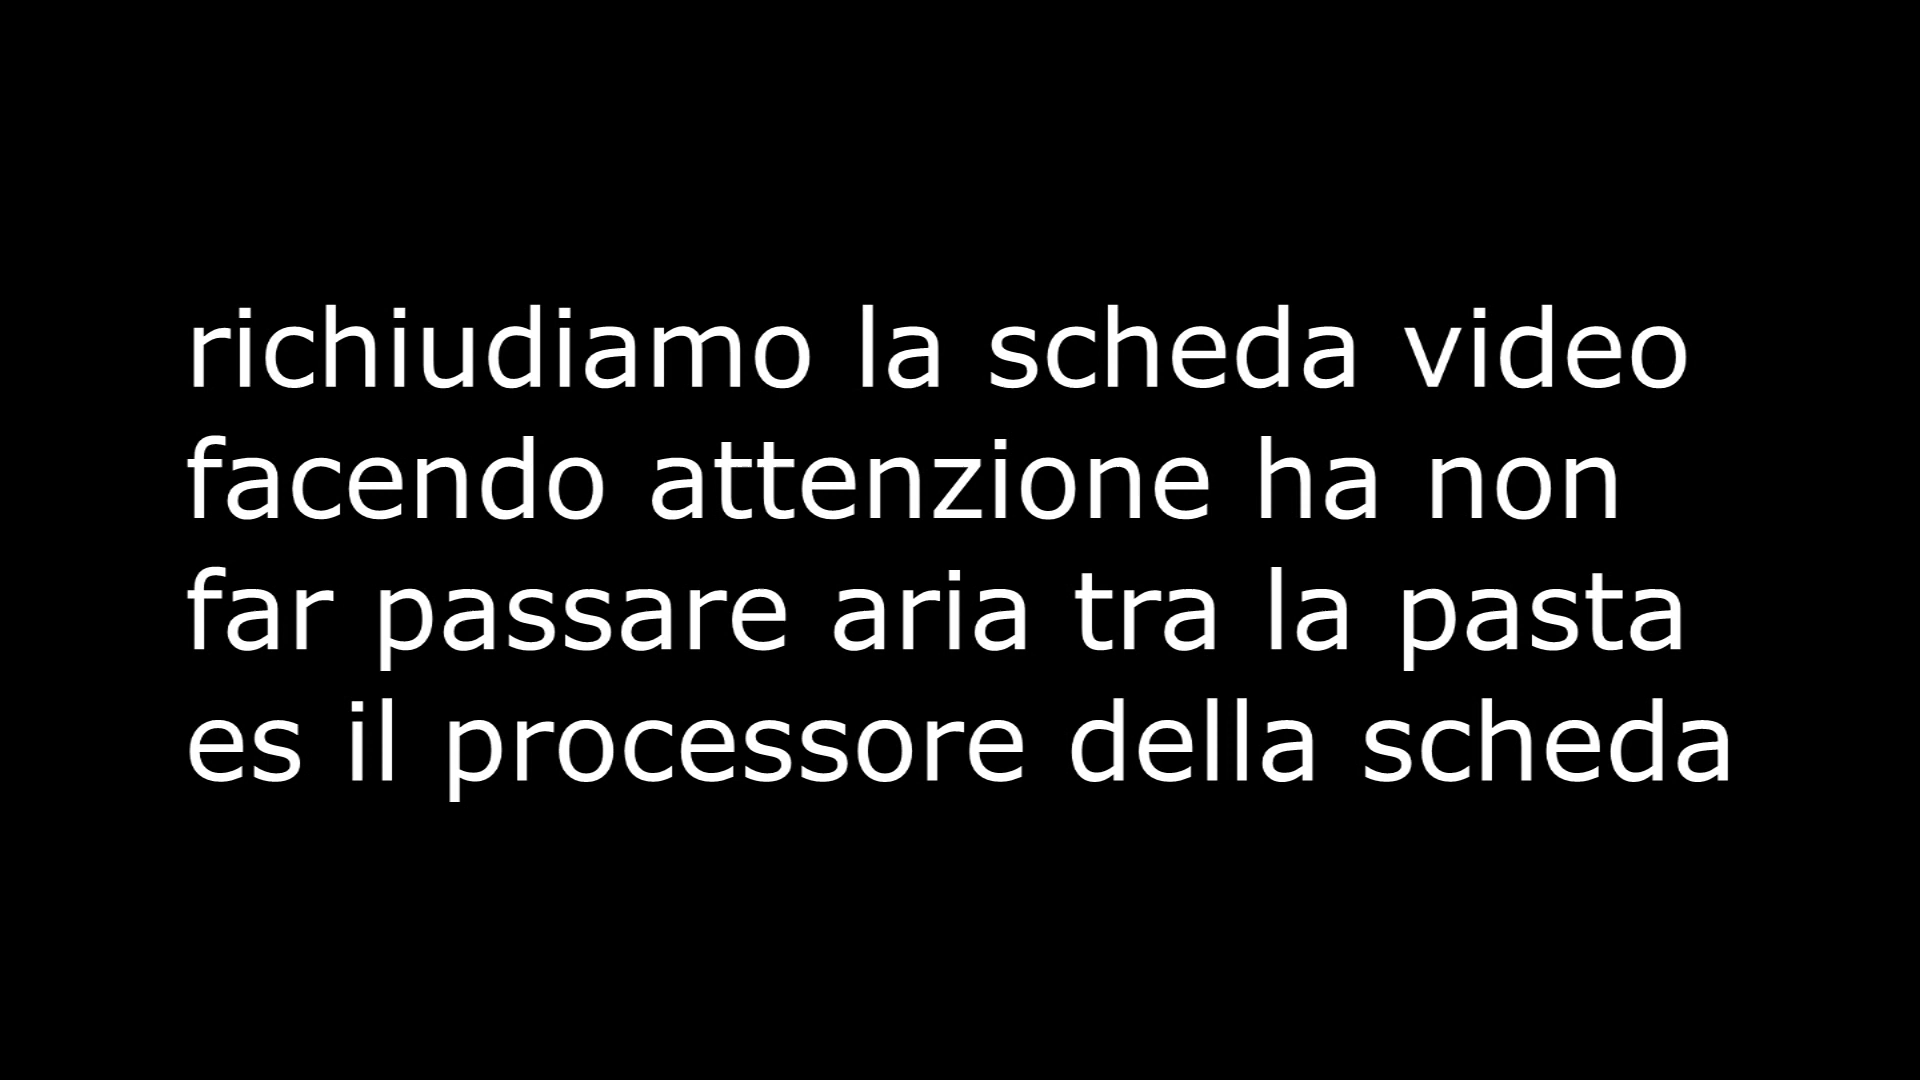 richiudiamo la scheda video
facendo attenzione ha non
far passare aria tra la pasta
es il processore della scheda